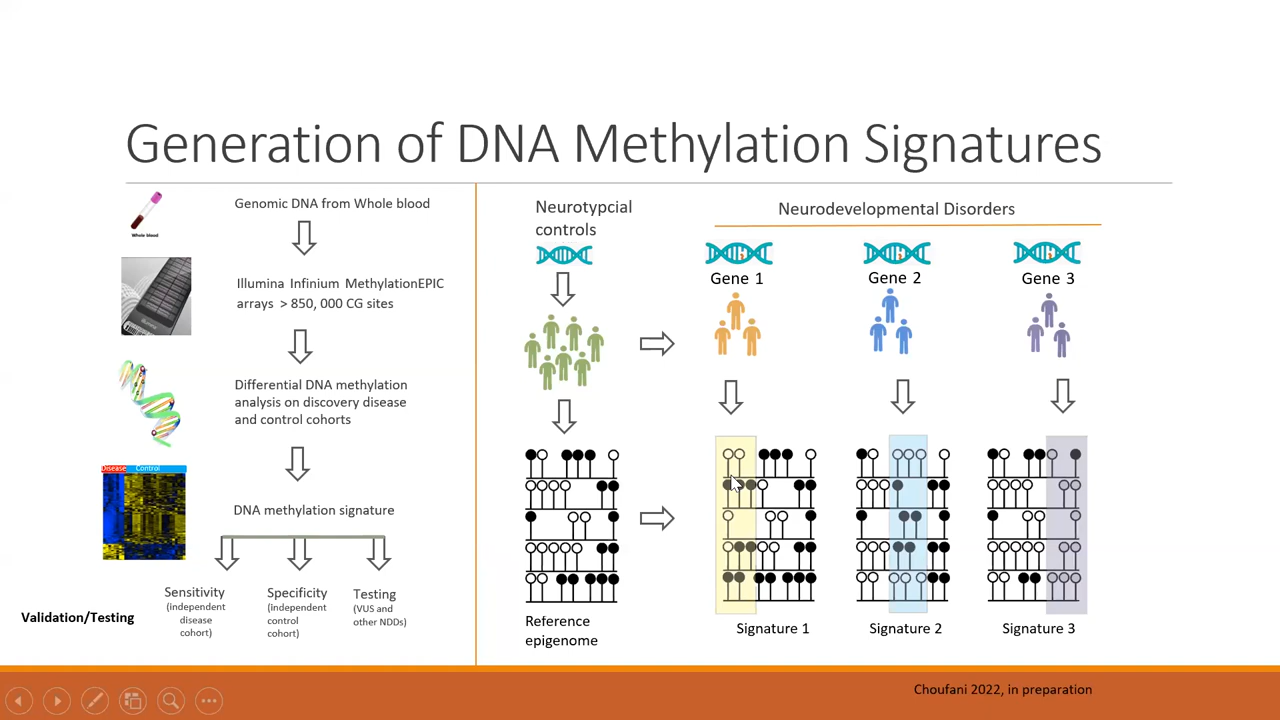 Generation of DNA Methylation Signatures
Whole blood
Genomic DNA from Whole blood
Illumina Infinium MethylationEPIC
arrays > 850, 000 CG sites
Differential DNA methylation
analysis on discovery disease
and control cohorts
Disease
Control
DNA methylation signature
Validation/Testing
Sensitivity
(independent
disease
cohort)
Specificity
(independent
control
cohort)
Testing
(VUS and
other NDDs)
Neurotypcial
controls
Reference
epigenome
Neurodevelopmental Disorders
Gene 1
Gene 2
Gene 3
Signature 1
Signature 2
Signature 3
Choufani 2022, in preparation